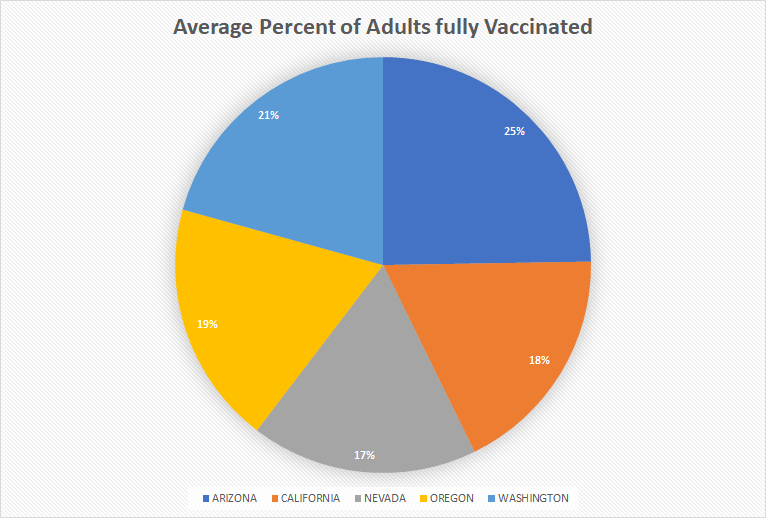 Average Percent of Adults fully Vaccinated
21%
25%
19%
18%
17%
ARIZONA CALIFORNIA NEVADA OREGON WASHINGTON